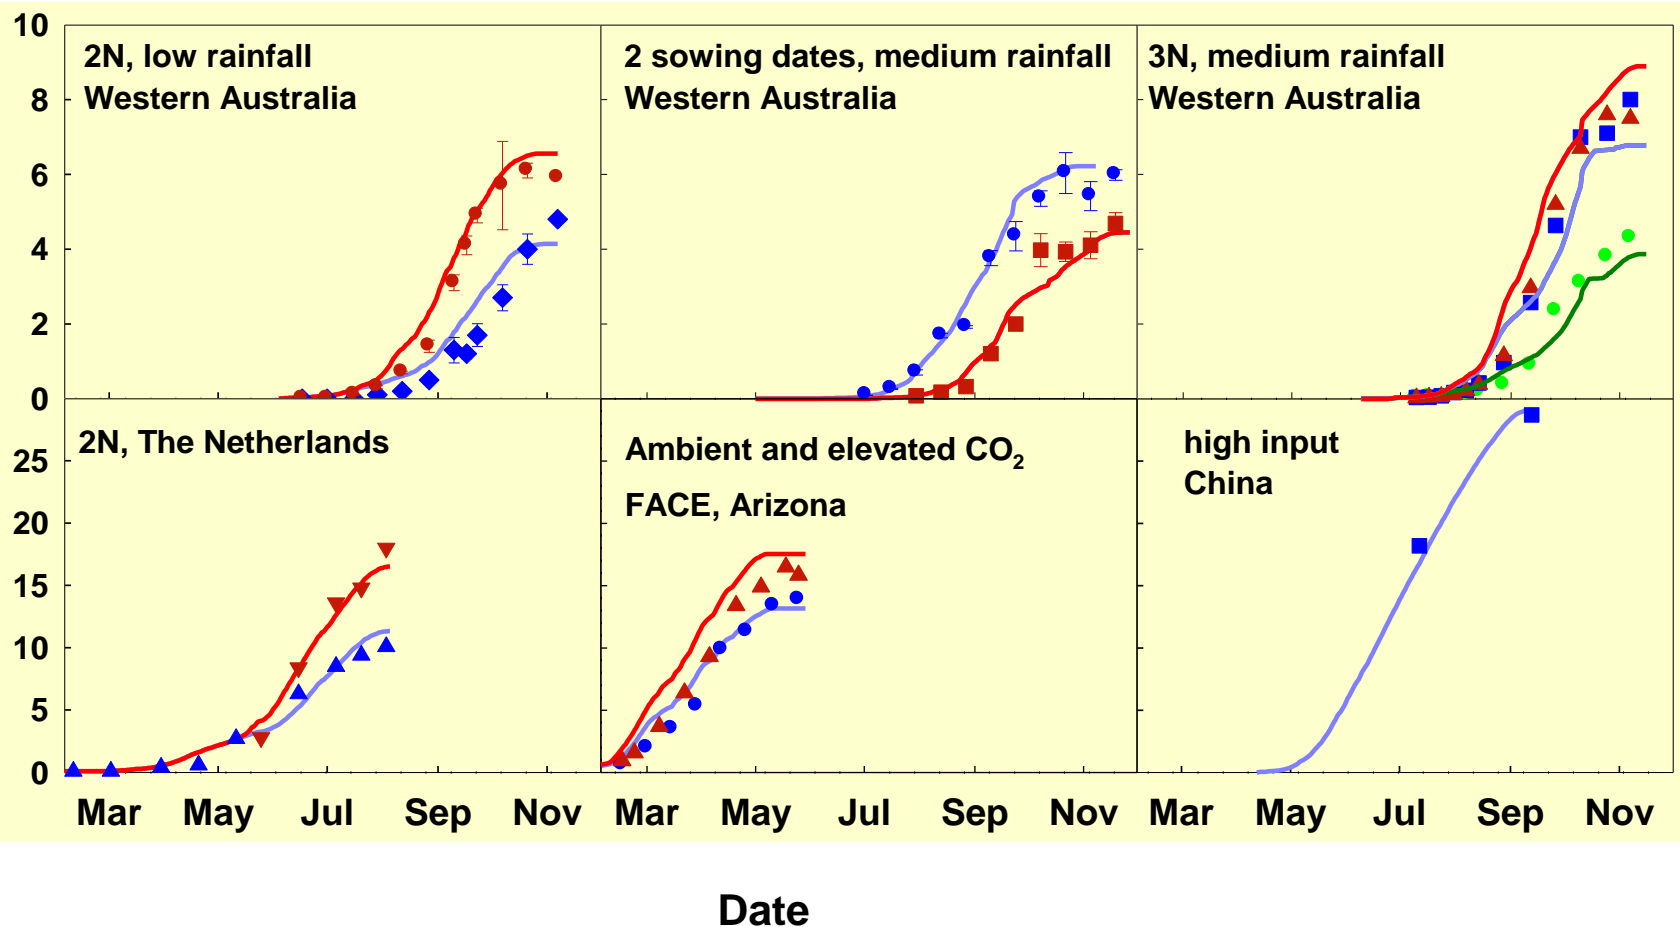 10
8
6
4
2
0
2N, low rainfall
Western Australia
2 sowing dates, medium rainfall
Western Australia
3N, medium rainfall
Western Australia
25
20
15
10
5
0
2N, The Netherlands
Ambient and elevated CO₂
FACE, Arizona
high input
China
Mar May Jul Sep Nov Mar May Jul Sep Nov Mar May Jul Sep Nov
Date